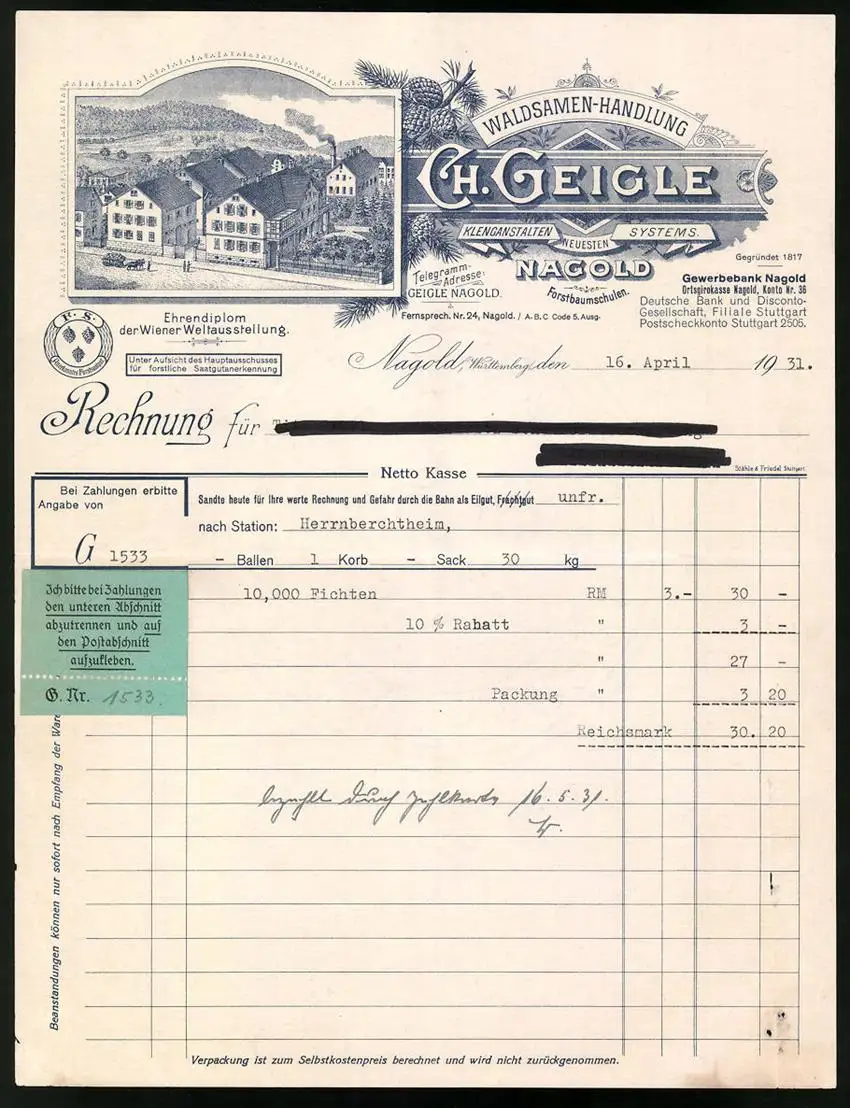 WALDSAMEN-HANDLUNG
CH. GEIGLE
KLENGANSTALTEN NEUESTEN SYSTEMS.
NAGOLD
Forstbaumschulen.
Telegramm-Adresse:
GEIGLE NAGOLD.
Fernsprech. Nr. 24, Nagold. / A.B.C Code 5. Ausg.
Gegründet 1817
Gewerbebank Nagold
Ortsgirokasse Nagold, Konto Nr. 36
Deutsche Bank und Disconto-
Gesellschaft, Filiale Stuttgart
Postscheckkonto Stuttgart 2505.
Ehrendiplom
der Wiener Weltausstellung.
Unter Aufsicht des Hauptausschusses
für forstliche Saatgutanerkennung
Nagold, Württemberg, den 16. April 1931.
Rechnung für
Netto Kasse
Stähle & Friedel Stuttgart
Bei Zahlungen erbitte
Angabe von
G 1533
Sandte heute für Ihre werte Rechnung und Gefahr durch die Bahn als Eilgut, Frachtgut unfr.
nach Station: Herrnberchtheim,
- Ballen 1 Korb - Sack 30 kg
Ich bitte bei Zahlungen
den unteren Abschnitt
abzutrennen und auf
den Postabschnitt
aufzukleben.
G. Nr. 1533.
10,000 Fichten RM 3.- 30 -
10 % Rabatt " 3 -
" 27 -
Packung " 3 20
Reichsmark 30. 20
bezahlt durch Zahlkarte 16. 5. 31.
Beanstandungen können nur sofort nach Empfang der Ware
Verpackung ist zum Selbstkostenpreis berechnet und wird nicht zurückgenommen.